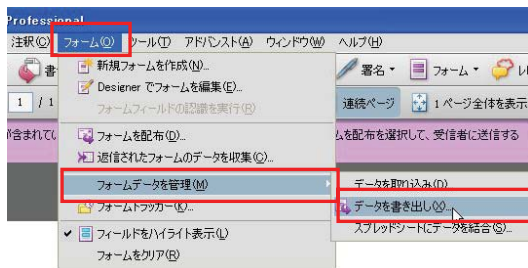 Professional
注釈(C) フォーム(O) ツール(T) アドバンスト(A) ウィンドウ(W) ヘルプ(H)
書 新規フォームを作成(N)... 署名 フォーム
Designer でフォームを編集(E)...
1 / 1 フォームフィールドの認識を実行(R) 連続ページ 1 ページ全体を表示
が含まれてい フォームを配布(D)... ムを配布を選択して、受信者に送信する
返信されたフォームのデータを収集(C)...
フォームデータを管理(M) データを取り込み(D)...
フォームトラッカー(K)... データを書き出し(X)...
✔ フィールドをハイライト表示(L) スプレッドシートにデータを結合(S)...
フォームをクリア(R)